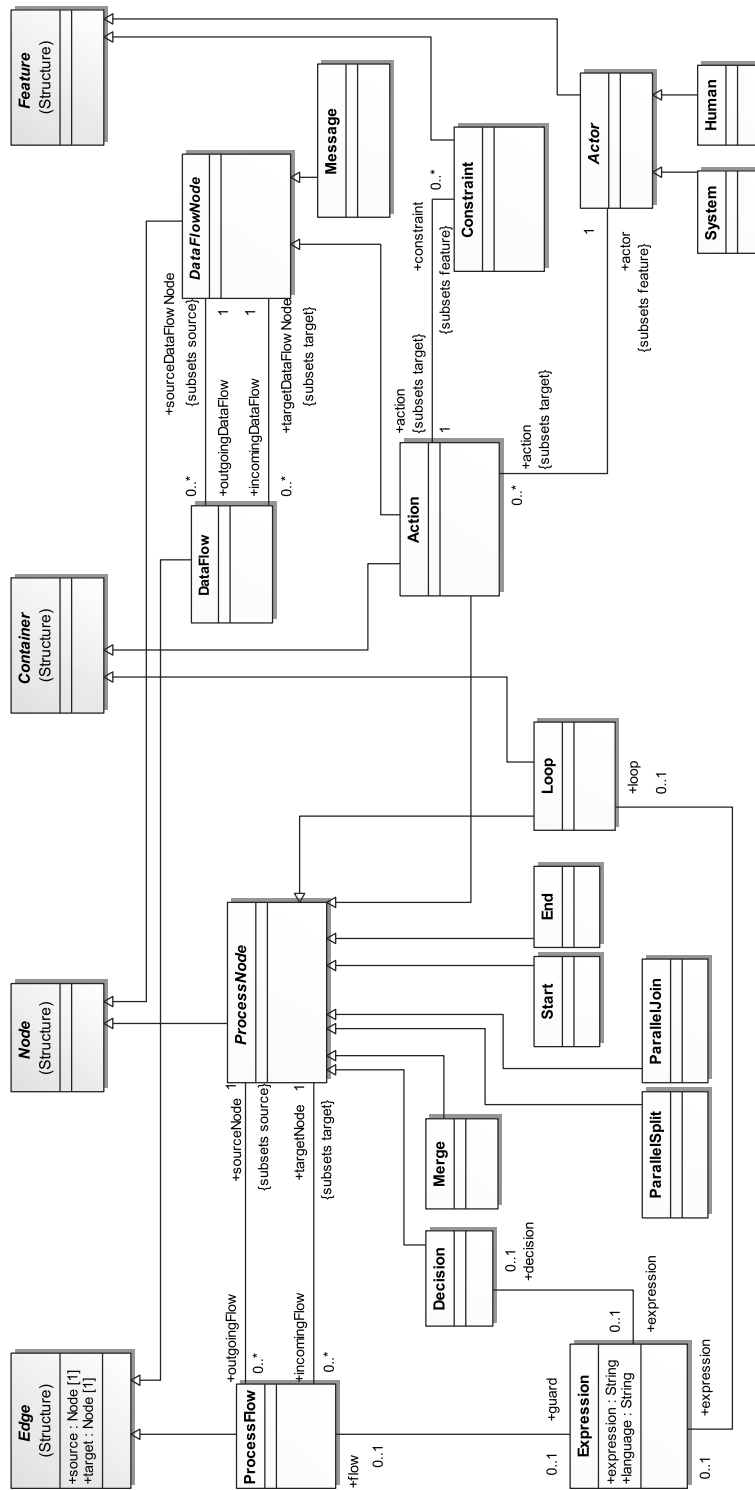 Edge
(Structure)
+source : Node [1]
+target : Node [1]
Node
(Structure)
Container
(Structure)
Feature
(Structure)
ProcessFlow
+outgoingFlow
0..*
+sourceNode
1
{subsets source}
+incomingFlow
0..*
+targetNode
1
{subsets target}
ProcessNode
DataFlow
0..*
+sourceDataFlow Node
{subsets source}
+outgoingDataFlow
1
+incomingDataFlow
1
0..*
+targetDataFlow Node
{subsets target}
DataFlowNode
Message
+flow
0..1
+guard
0..1
Decision
0..1
+decision
Merge
Start
End
Loop
+loop
0..1
Action
+action
{subsets target}
1
+constraint
0..*
{subsets feature}
Constraint
0..*
+action
{subsets target}
1
+actor
{subsets feature}
Actor
Expression
+expression : String
+language : String
0..1
+expression
+expression
0..1
ParallelSplit
ParallelJoin
System
Human